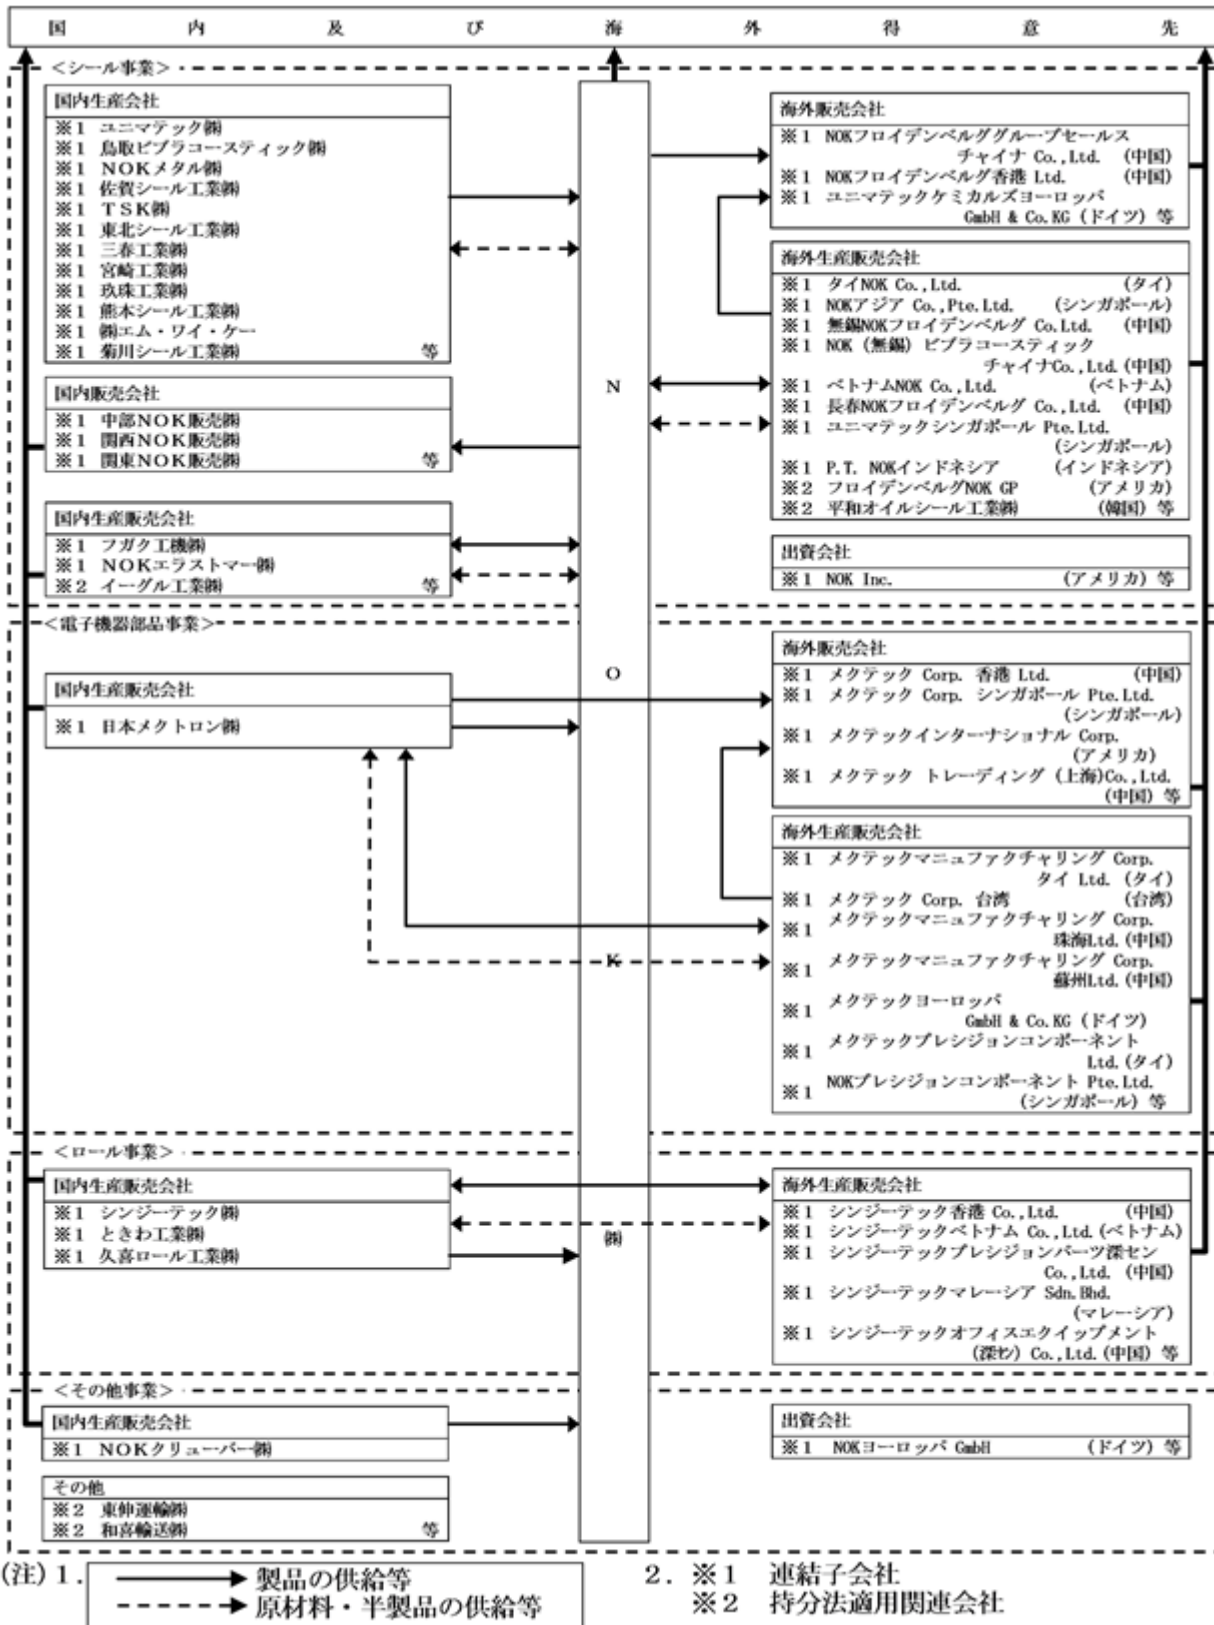 国内及び海外得意先
＜シール事業＞
国内生産会社
※1 ユニマテック㈱
※1 鳥取ビブラコースティック㈱
※1 ＮＯＫメタル㈱
※1 佐賀シール工業㈱
※1 ＴＳＫ㈱
※1 東北シール工業㈱
※1 三春工業㈱
※1 宮崎工業㈱
※1 玖珠工業㈱
※1 熊本シール工業㈱
※1 ㈱エム・ワイ・ケー
※1 菊川シール工業㈱ 等
国内販売会社
※1 中部ＮＯＫ販売㈱
※1 関西ＮＯＫ販売㈱
※1 関東ＮＯＫ販売㈱ 等
国内生産販売会社
※1 フガク工機㈱
※1 ＮＯＫエラストマー㈱
※2 イーグル工業㈱ 等
Ｎ
Ｏ
Ｋ
㈱
海外販売会社
※1 NOKフロイデンベルググループセールス
チャイナ Co.,Ltd. (中国)
※1 NOKフロイデンベルグ香港 Ltd. (中国)
※1 ユニマテックケミカルズヨーロッパ
GmbH & Co.KG (ドイツ) 等
海外生産販売会社
※1 タイNOK Co.,Ltd. (タイ)
※1 NOKアジア Co.,Pte.Ltd. (シンガポール)
※1 無錫NOKフロイデンベルグ Co.Ltd. (中国)
※1 NOK (無錫) ビブラコースティック
チャイナCo.,Ltd.(中国)
※1 ベトナムNOK Co.,Ltd. (ベトナム)
※1 長春NOKフロイデンベルグ Co.,Ltd. (中国)
※1 ユニマテックシンガポール Pte.Ltd.
(シンガポール)
※1 P.T. NOKインドネシア (インドネシア)
※2 フロイデンベルグNOK GP (アメリカ)
※2 平和オイルシール工業㈱ (韓国) 等
出資会社
※1 NOK Inc. (アメリカ) 等
＜電子機器部品事業＞
国内生産販売会社
※1 日本メクトロン㈱
海外販売会社
※1 メクテック Corp. 香港 Ltd. (中国)
※1 メクテック Corp. シンガポール Pte.Ltd.
(シンガポール)
※1 メクテックインターナショナル Corp.
(アメリカ)
※1 メクテック トレーディング (上海)Co.,Ltd.
(中国) 等
海外生産販売会社
※1 メクテックマニュファクチャリング Corp.
タイ Ltd. (タイ)
※1 メクテック Corp. 台湾 (台湾)
※1 メクテックマニュファクチャリング Corp.
珠海Ltd.(中国)
※1 メクテックマニュファクチャリング Corp.
蘇州Ltd.(中国)
※1 メクテックヨーロッパ
GmbH & Co.KG (ドイツ)
※1 メクテックプレシジョンコンポーネント
Ltd.(タイ)
※1 NOKプレシジョンコンポーネント Pte.Ltd.
(シンガポール) 等
＜ロール事業＞
国内生産販売会社
※1 シンジーテック㈱
※1 ときわ工業㈱
※1 久喜ロール工業㈱
海外生産販売会社
※1 シンジーテック香港 Co.,Ltd. (中国)
※1 シンジーテックベトナム Co.,Ltd.(ベトナム)
※1 シンジーテックプレシジョンパーツ深セン
Co.,Ltd. (中国)
※1 シンジーテックマレーシア Sdn.Bhd.
(マレーシア)
※1 シンジーテックオフィスエクイップメント
(深ｾﾝ) Co.,Ltd.(中国) 等
＜その他事業＞
国内生産販売会社
※1 ＮＯＫクリューバー㈱
その他
※2 東伸運輸㈱
※2 和喜輸送㈱ 等
出資会社
※1 NOKヨーロッパ GmbH (ドイツ) 等
(注) 1.
製品の供給等
原材料・半製品の供給等
2. ※1 連結子会社
※2 持分法適用関連会社